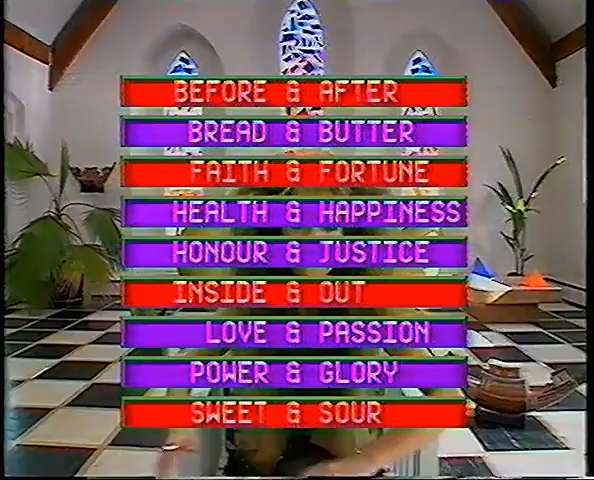 BEFORE & AFTER
BREAD & BUTTER
FAITH & FORTUNE
HEALTH & HAPPINESS
HONOUR & JUSTICE
INSIDE & OUT
LOVE & PASSION
POWER & GLORY
SWEET & SOUR